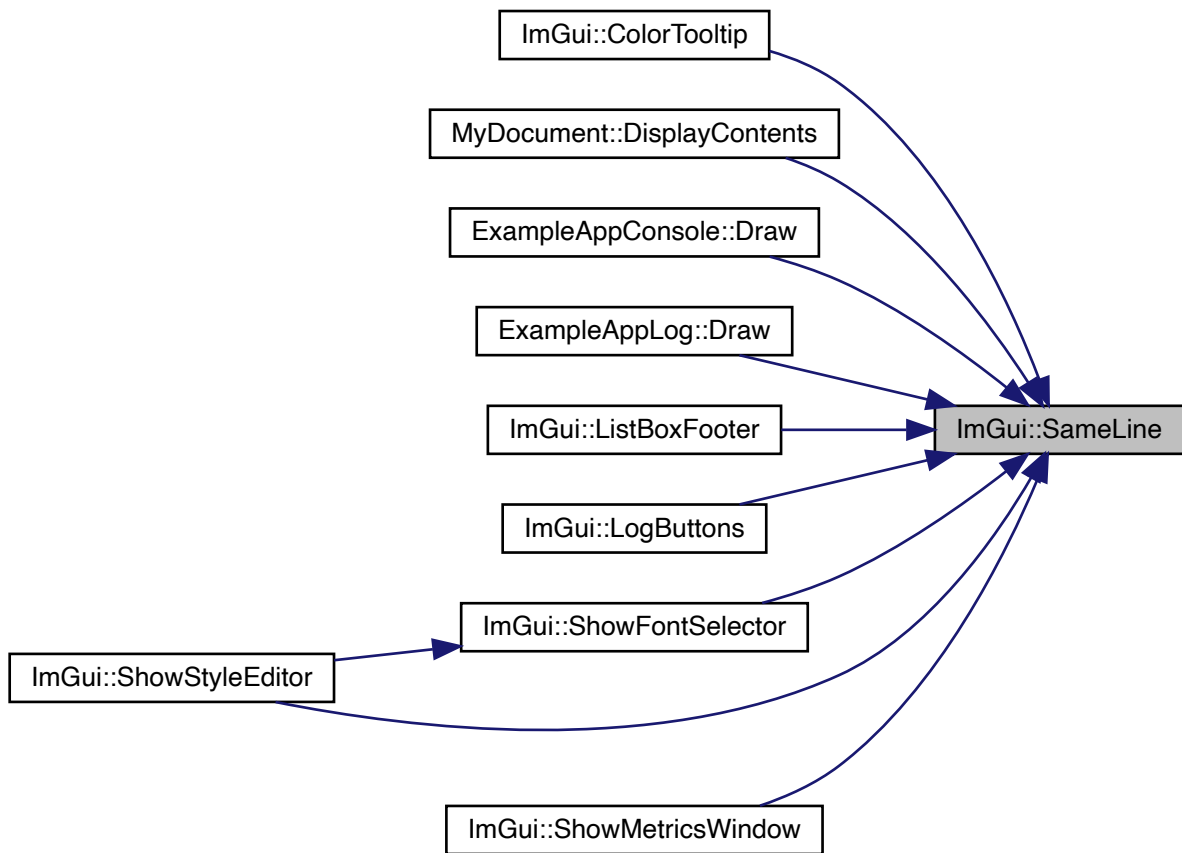 ImGui::ColorTooltip
MyDocument::DisplayContents
ExampleAppConsole::Draw
ExampleAppLog::Draw
ImGui::ListBoxFooter
ImGui::SameLine
ImGui::LogButtons
ImGui::ShowFontSelector
ImGui::ShowStyleEditor
ImGui::ShowMetricsWindow